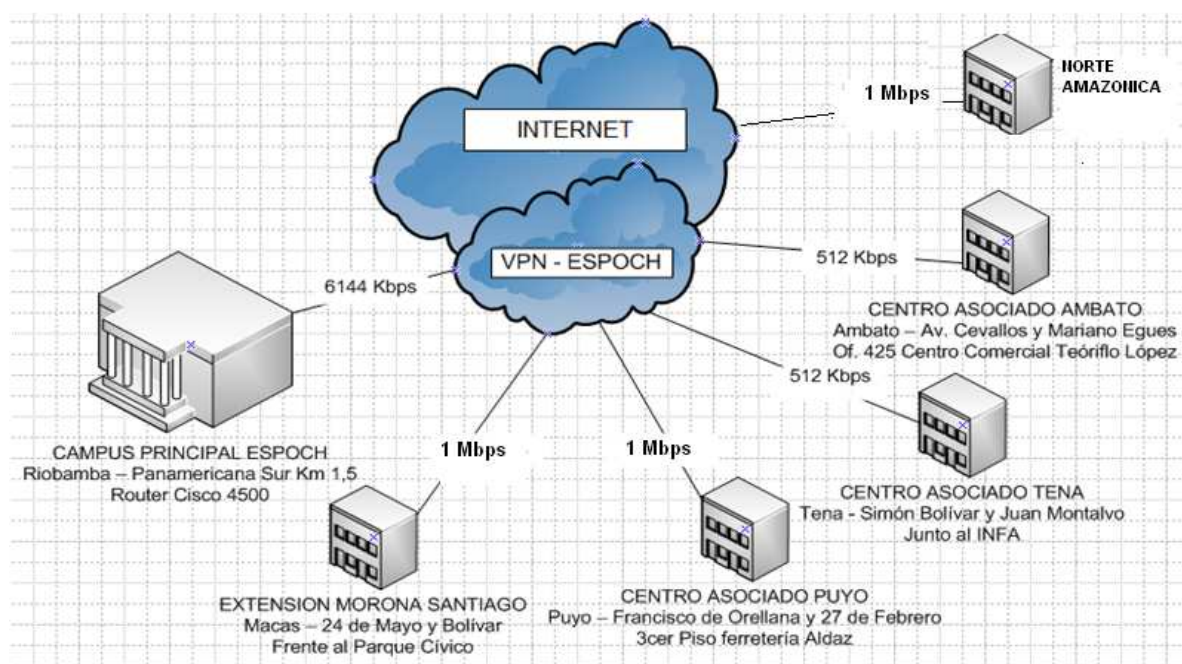 INTERNET
1 Mbps
NORTE
AMAZONICA
VPN - ESPOCH
6144 Kbps
512 Kbps
CENTRO ASOCIADO AMBATO
Ambato – Av. Cevallos y Mariano Egues
Of. 425 Centro Comercial Teóriflo López
512 Kbps
CAMPUS PRINCIPAL ESPOCH
Riobamba – Panamericana Sur Km 1,5
Router Cisco 4500
1 Mbps
1 Mbps
CENTRO ASOCIADO TENA
Tena - Simón Bolívar y Juan Montalvo
Junto al INFA
EXTENSION MORONA SANTIAGO
Macas – 24 de Mayo y Bolívar
Frente al Parque Cívico
CENTRO ASOCIADO PUYO
Puyo – Francisco de Orellana y 27 de Febrero
3cer Piso ferretería Aldaz